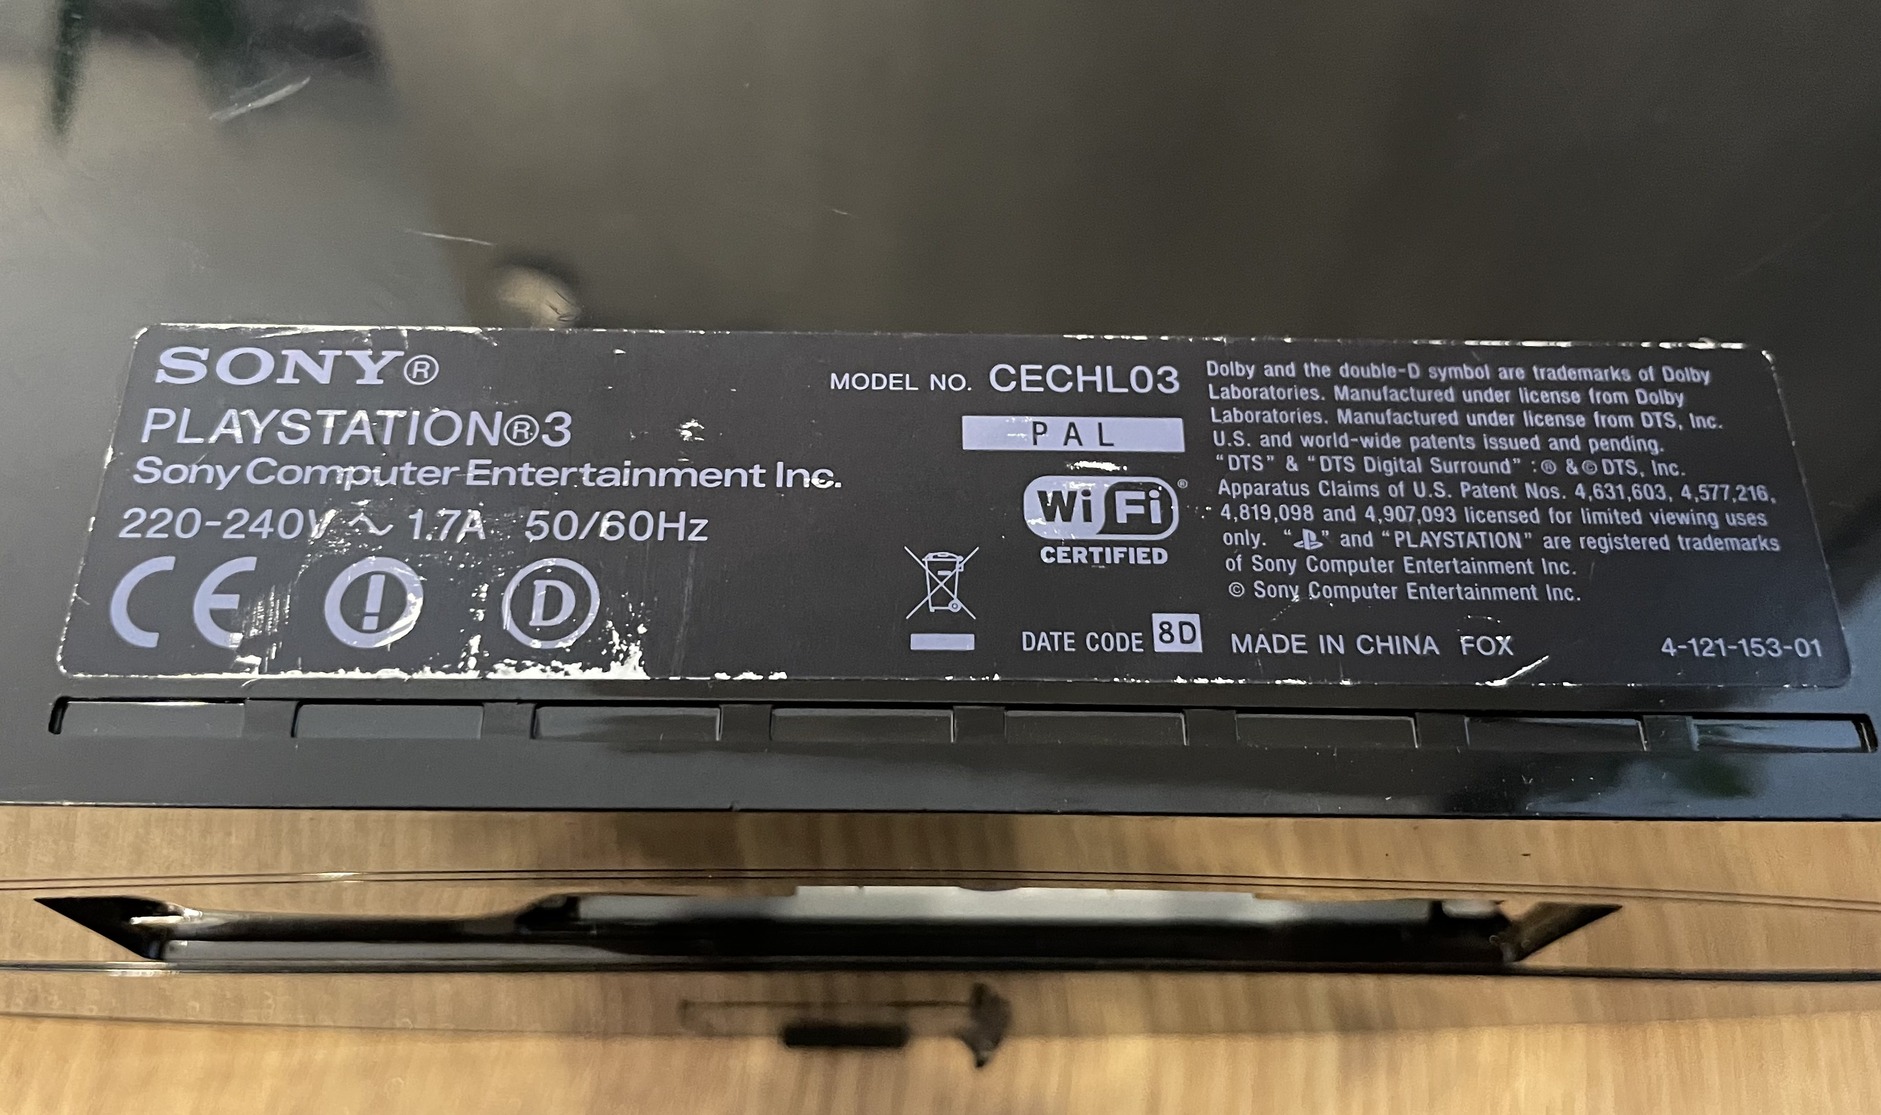 SONY®
PLAYSTATION®3
Sony Computer Entertainment Inc.
220-240V ~ 1.7A 50/60Hz
CE ! D
MODEL NO. CECHL03
PAL
Wi Fi ®
CERTIFIED
DATE CODE 8D
Dolby and the double-D symbol are trademarks of Dolby
Laboratories. Manufactured under license from Dolby
Laboratories. Manufactured under license from DTS, Inc.
U.S. and world-wide patents issued and pending.
“DTS” & “DTS Digital Surround” : ® & © DTS, Inc.
Apparatus Claims of U.S. Patent Nos. 4,631,603, 4,577,216,
4,819,098 and 4,907,093 licensed for limited viewing uses
only. “PS” and “PLAYSTATION” are registered trademarks
of Sony Computer Entertainment Inc.
© Sony Computer Entertainment Inc.
MADE IN CHINA FOX 4-121-153-01